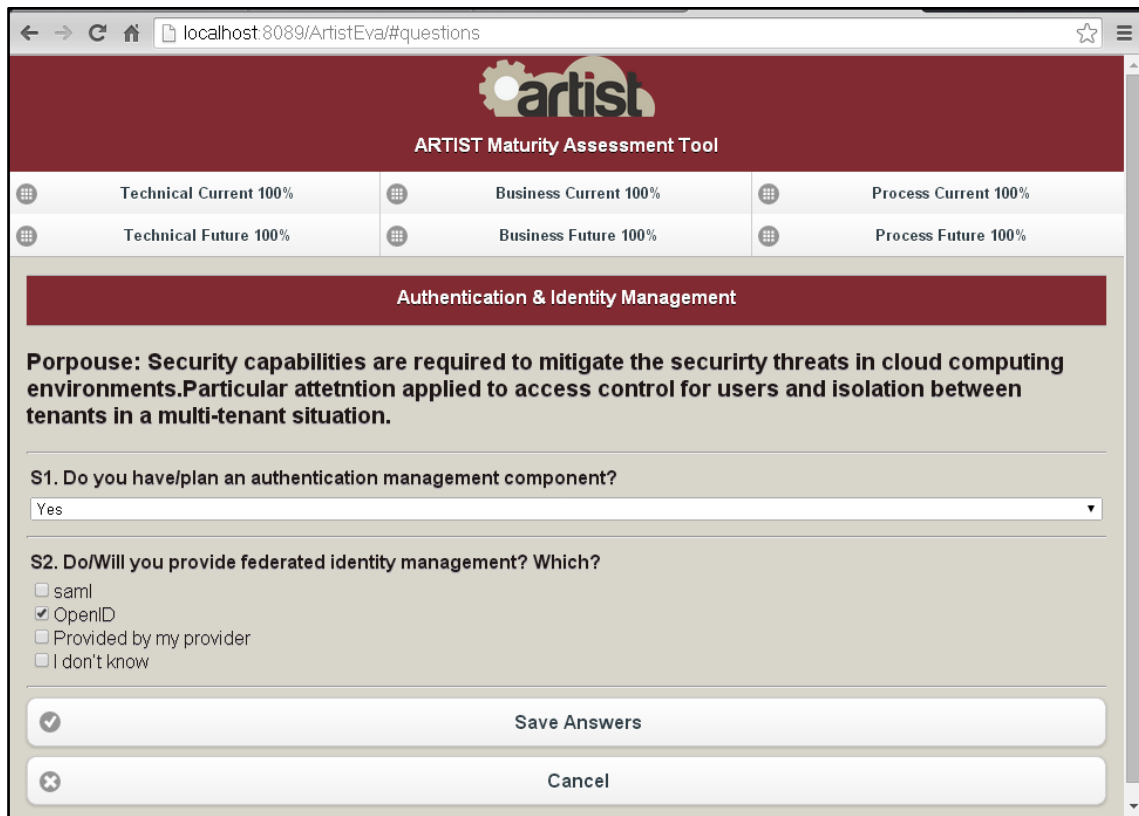 localhost:8089/ArtistEva/#questions
artist
ARTIST Maturity Assessment Tool
Technical Current 100%
Business Current 100%
Process Current 100%
Technical Future 100%
Business Future 100%
Process Future 100%
Authentication & Identity Management
Porpouse: Security capabilities are required to mitigate the securirty threats in cloud computing
environments.Particular attetntion applied to access control for users and isolation between
tenants in a multi-tenant situation.
S1. Do you have/plan an authentication management component?
Yes
S2. Do/Will you provide federated identity management? Which?
saml
OpenID
Provided by my provider
I don't know
Save Answers
Cancel